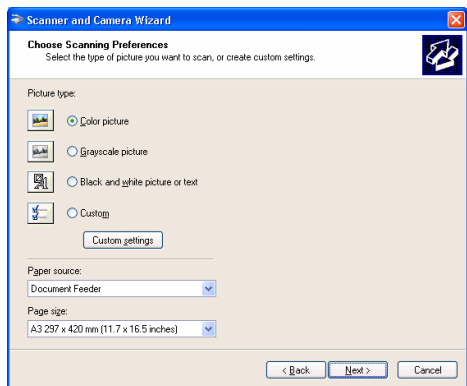 Scanner and Camera Wizard
Choose Scanning Preferences
Select the type of picture you want to scan, or create custom settings.
Picture type:
Color picture
Grayscale picture
Black and white picture or text
Custom
Custom settings
Paper source:
Document Feeder
Page size:
A3 297 x 420 mm (11.7 x 16.5 inches)
< Back Next > Cancel